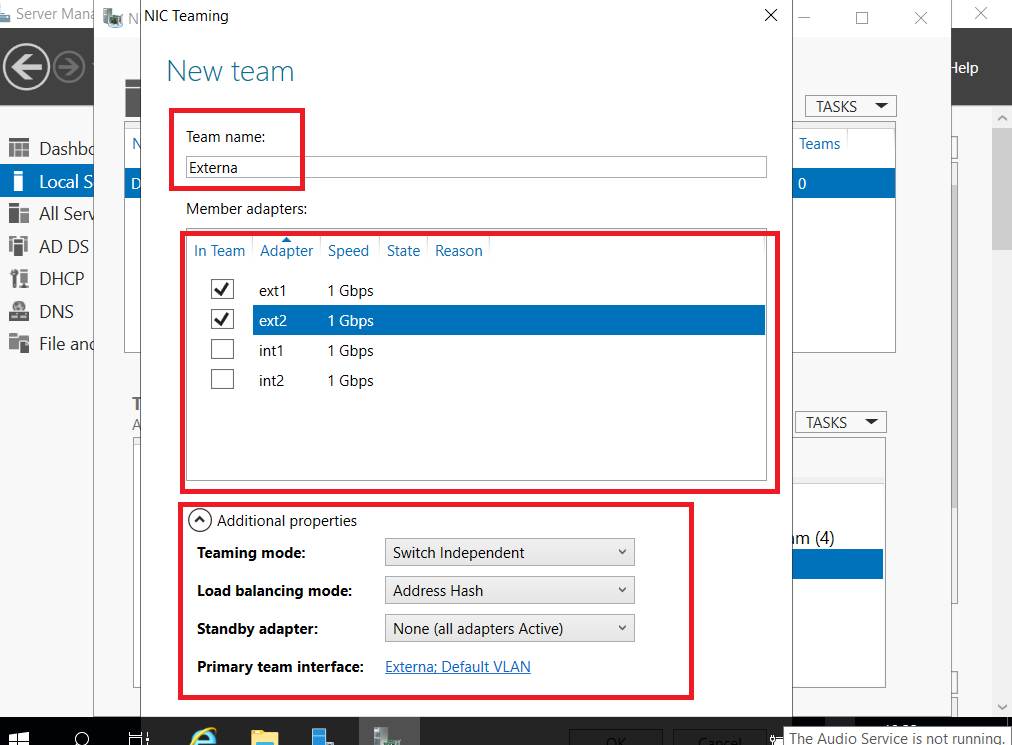 Server Mana
NIC Teaming
New team
Help
TASKS
Team name:
Externa
Teams
0
Dashbo
Local S
All Serv
AD DS
DHCP
DNS
File and
Member adapters:
In Team Adapter Speed State Reason
ext1 1 Gbps
ext2 1 Gbps
int1 1 Gbps
int2 1 Gbps
TASKS
Additional properties
Teaming mode: Switch Independent
Load balancing mode: Address Hash
Standby adapter: None (all adapters Active)
Primary team interface: Externa; Default VLAN
am (4)
OK Cancel
The Audio Service is not running.